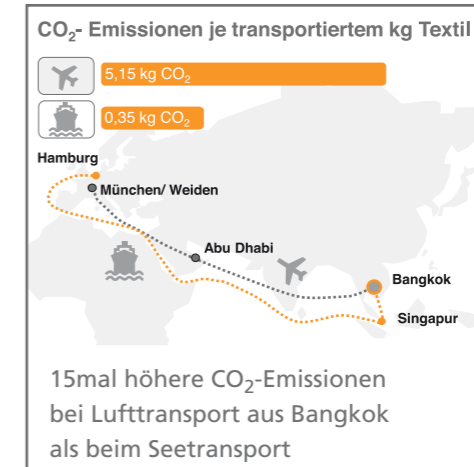 CO₂- Emissionen je transportiertem kg Textil
5,15 kg CO₂
0,35 kg CO₂
Hamburg
München/ Weiden
Abu Dhabi
Bangkok
Singapur
15mal höhere CO₂-Emissionen
bei Lufttransport aus Bangkok
als beim Seetransport